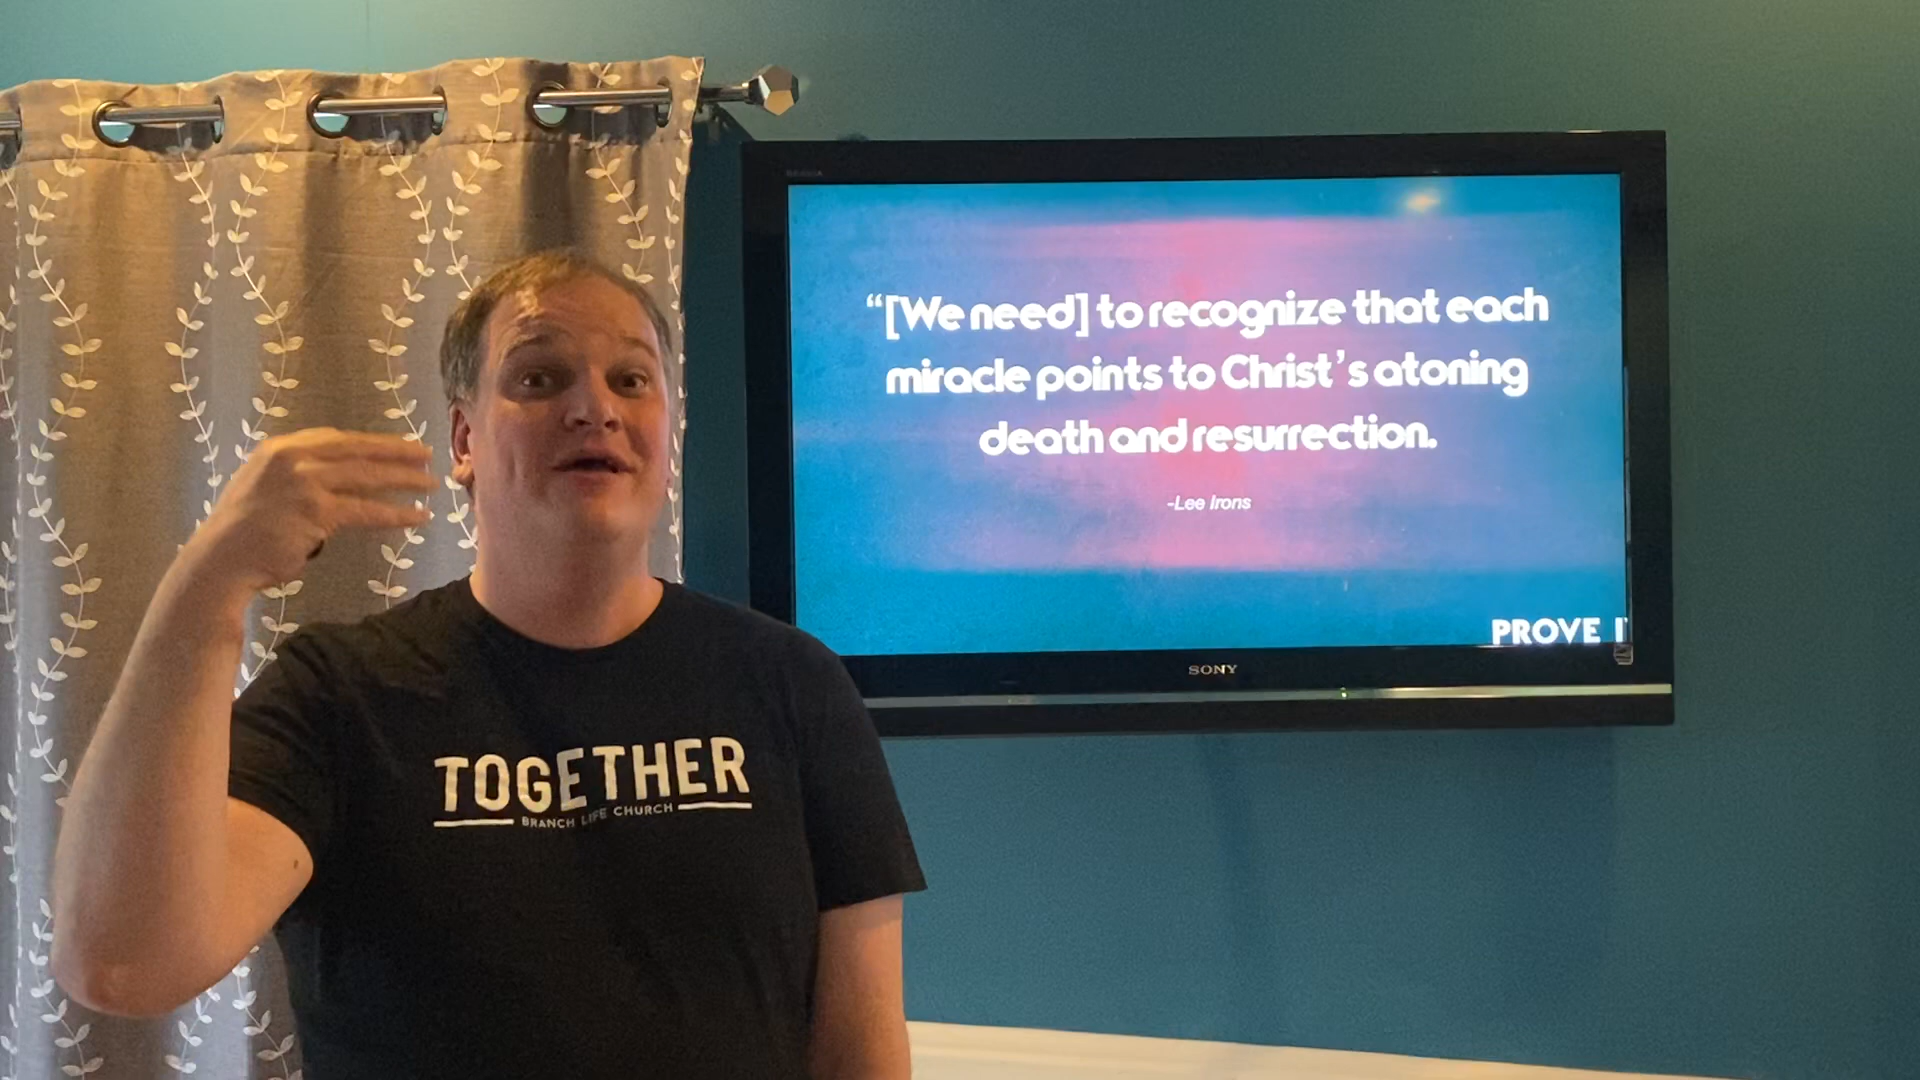 “[We need] to recognize that each
miracle points to Christ's atoning
death and resurrection.
-Lee Irons
PROVE I
SONY
TOGETHER
BRANCH LIFE CHURCH